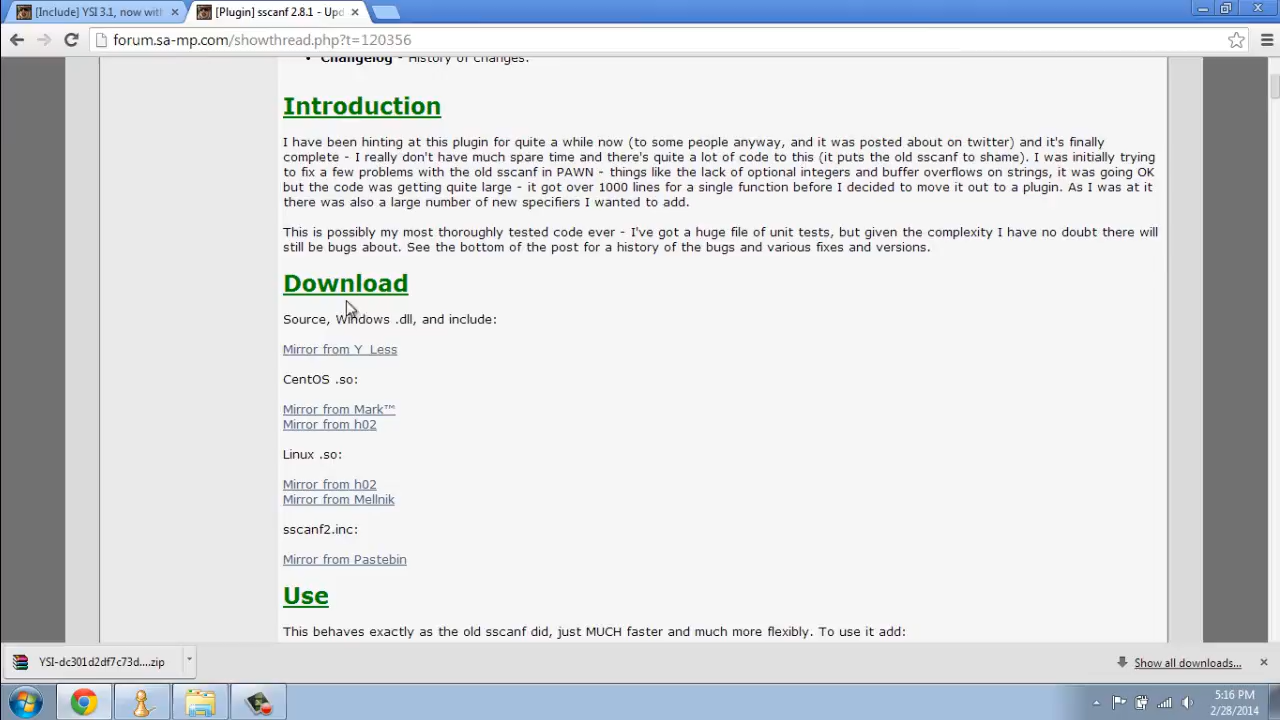 [Include] YSI 3.1, now with
[Plugin] sscanf 2.8.1 - Upd
forum.sa-mp.com/showthread.php?t=120356
• Changelog - History of changes.
Introduction
I have been hinting at this plugin for quite a while now (to some people anyway, and it was posted about on twitter) and it's finally
complete - I really don't have much spare time and there's quite a lot of code to this (it puts the old sscanf to shame). I was initially trying
to fix a few problems with the old sscanf in PAWN - things like the lack of optional integers and buffer overflows on strings, it was going OK
but the code was getting quite large - it got over 1000 lines for a single function before I decided to move it out to a plugin. As I was at it
there was also a large number of new specifiers I wanted to add.
This is possibly my most thoroughly tested code ever - I've got a huge file of unit tests, but given the complexity I have no doubt there will
still be bugs about. See the bottom of the post for a history of the bugs and various fixes and versions.
Download
Source, Windows .dll, and include:
Mirror from Y_Less
CentOS .so:
Mirror from Mark™
Mirror from h02
Linux .so:
Mirror from h02
Mirror from Mellnik
sscanf2.inc:
Mirror from Pastebin
Use
This behaves exactly as the old sscanf did, just MUCH faster and much more flexibly. To use it add:
YSI-dc301d2df7c73d....zip
Show all downloads...
5:16 PM
2/28/2014